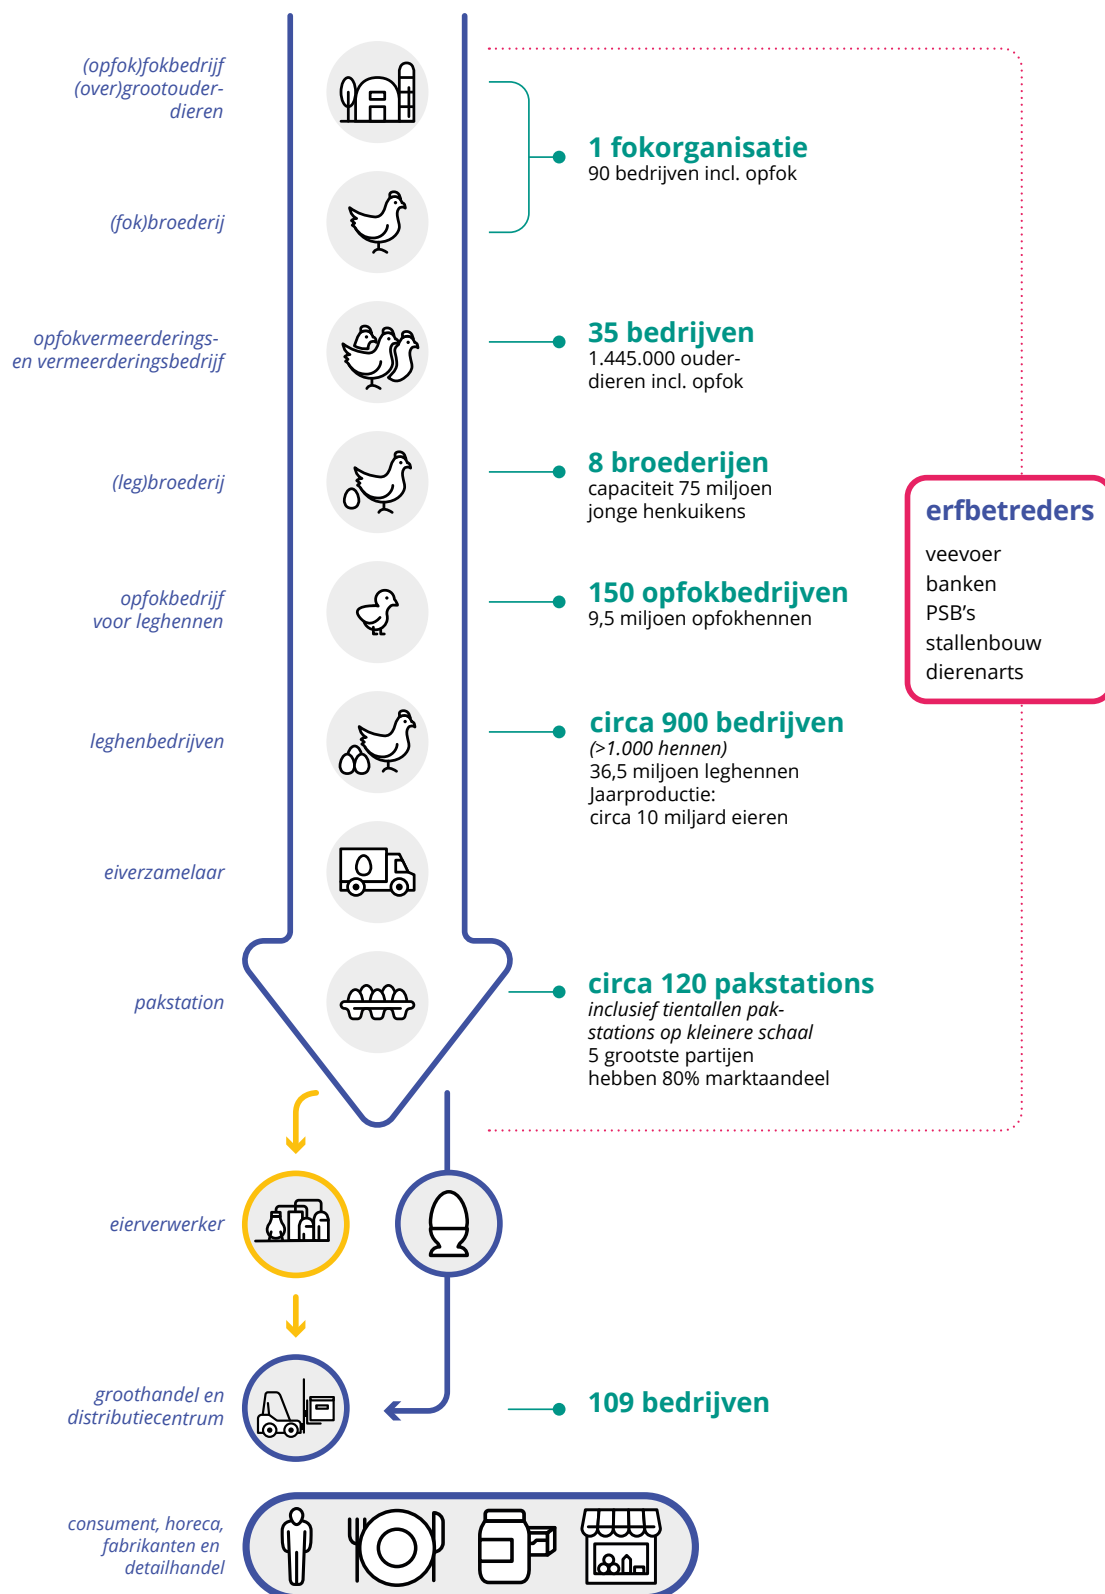 (opfok)fokbedrijf
(over)grootouder-
dieren
1 fokorganisatie
90 bedrijven incl. opfok
(fok)broederij
opfokvermeerderings-
en vermeerderingsbedrijf
35 bedrijven
1.445.000 ouder-
dieren incl. opfok
(leg)broederij
8 broederijen
capaciteit 75 miljoen
jonge henkuikens
erfbetreders
veevoer
banken
PSB's
stallenbouw
dierenarts
opfokbedrijf
voor leghennen
150 opfokbedrijven
9,5 miljoen opfokhennen
leghenbedrijven
circa 900 bedrijven
(>1.000 hennen)
36,5 miljoen leghennen
Jaarproductie:
circa 10 miljard eieren
eiverzamelaar
pakstation
circa 120 pakstations
inclusief tientallen pak-
stations op kleinere schaal
5 grootste partijen
hebben 80% marktaandeel
eierverwerker
groothandel en
distributiecentrum
109 bedrijven
consument, horeca,
fabrikanten en
detailhandel